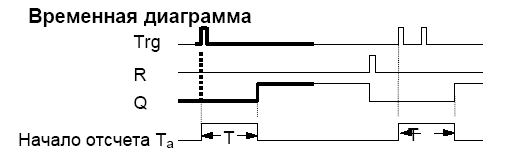 Временная диаграмма
Trg
R
Q
Начало отсчета Ta
T
T